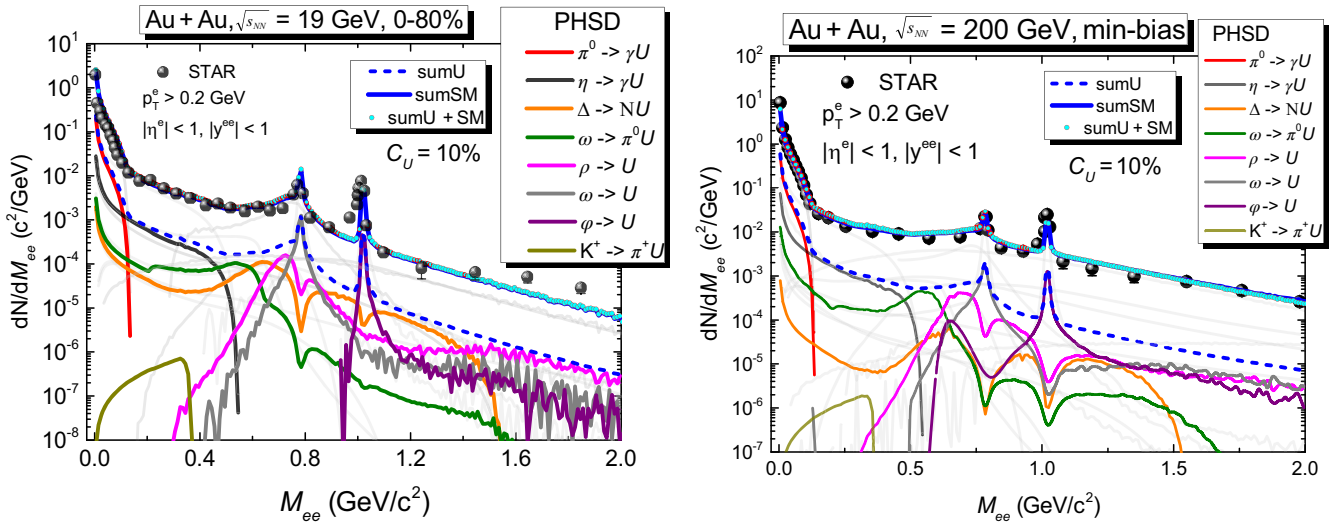 Au + Au, √s_NN = 19 GeV, 0-80%
PHSD
π⁰ -> γU
η -> γU
Δ -> NU
ω -> π⁰U
ρ -> U
ω -> U
φ -> U
K⁺ -> π⁺U
STAR
p_T^e > 0.2 GeV
|η^e| < 1, |y^ee| < 1
sumU
sumSM
sumU + SM
C_U = 10%
dN/dM_ee (c²/GeV)
10²
10¹
10⁰
10⁻¹
10⁻²
10⁻³
10⁻⁴
10⁻⁵
10⁻⁶
10⁻⁷
10⁻⁸
0.0 0.4 0.8 1.2 1.6 2.0
M_ee (GeV/c²)
Au + Au, √s_NN = 200 GeV, min-bias
PHSD
π⁰ -> γU
η -> γU
Δ -> NU
ω -> π⁰U
ρ -> U
ω -> U
φ -> U
K⁺ -> π⁺U
STAR
p_T^e > 0.2 GeV
|η^e| < 1, |y^ee| < 1
sumU
sumSM
sumU + SM
C_U = 10%
dN/dM_ee (c²/GeV)
10²
10¹
10⁰
10⁻¹
10⁻²
10⁻³
10⁻⁴
10⁻⁵
10⁻⁶
10⁻⁷
0.0 0.5 1.0 1.5 2.0
M_ee (GeV/c²)